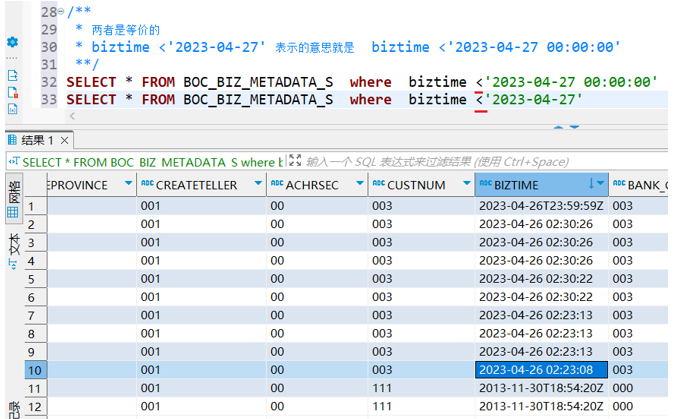 28 /**
29 * 两者是等价的
30 * biztime <'2023-04-27' 表示的意思就是 biztime <'2023-04-27 00:00:00'
31 **/
32 SELECT * FROM BOC_BIZ_METADATA_S where biztime <'2023-04-27 00:00:00'
33 SELECT * FROM BOC_BIZ_METADATA_S where biztime <'2023-04-27'
结果 1
SELECT * FROM BOC_BIZ_METADATA_S where b 输入一个 SQL 表达式来过滤结果 (使用 Ctrl+Space)
网格
文本
EPROVINCE ABC CREATETELLER ABC ACHRSEC ABC CUSTNUM ABC BIZTIME ABC BANK_
1 001 00 003 2023-04-26T23:59:59Z 003
2 001 00 003 2023-04-26 02:30:26 003
3 001 00 003 2023-04-26 02:30:26 003
4 001 00 003 2023-04-26 02:30:26 003
5 001 00 003 2023-04-26 02:30:22 003
6 001 00 003 2023-04-26 02:30:22 003
7 001 00 003 2023-04-26 02:23:13 003
8 001 00 003 2023-04-26 02:23:13 003
9 001 00 003 2023-04-26 02:23:13 003
10 001 00 003 2023-04-26 02:23:08 003
11 001 00 111 2013-11-30T18:54:20Z 000
12 001 00 111 2013-11-30T18:54:20Z 000